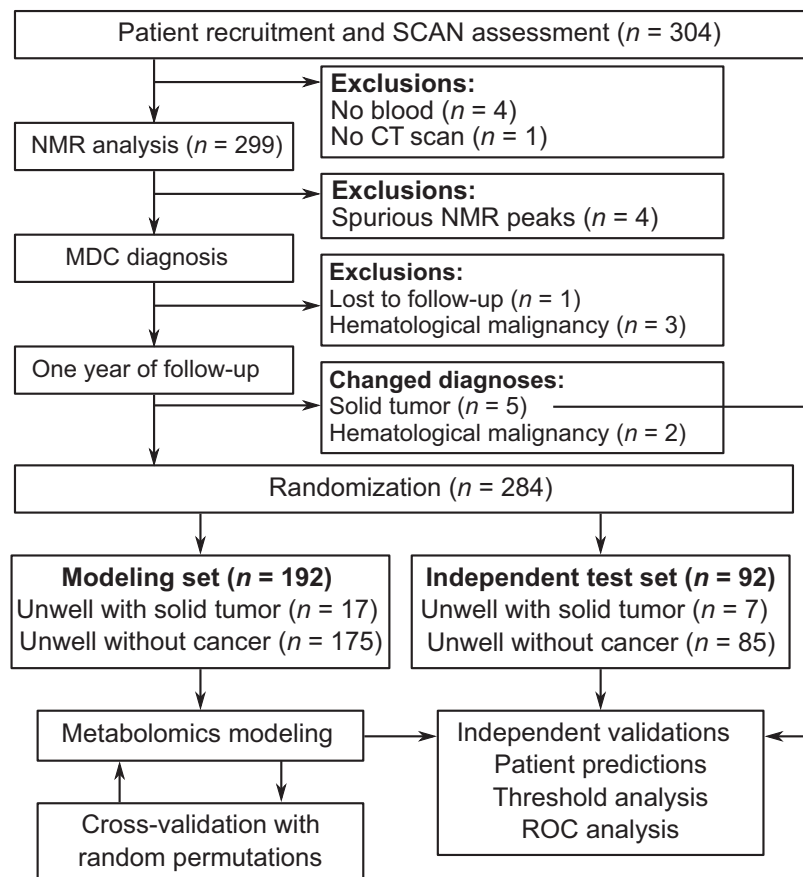 Patient recruitment and SCAN assessment (n = 304)
Exclusions:
No blood (n = 4)
No CT scan (n = 1)
NMR analysis (n = 299)
Exclusions:
Spurious NMR peaks (n = 4)
MDC diagnosis
Exclusions:
Lost to follow-up (n = 1)
Hematological malignancy (n = 3)
One year of follow-up
Changed diagnoses:
Solid tumor (n = 5)
Hematological malignancy (n = 2)
Randomization (n = 284)
Modeling set (n = 192)
Unwell with solid tumor (n = 17)
Unwell without cancer (n = 175)
Independent test set (n = 92)
Unwell with solid tumor (n = 7)
Unwell without cancer (n = 85)
Metabolomics modeling
Independent validations
Patient predictions
Threshold analysis
ROC analysis
Cross-validation with
random permutations